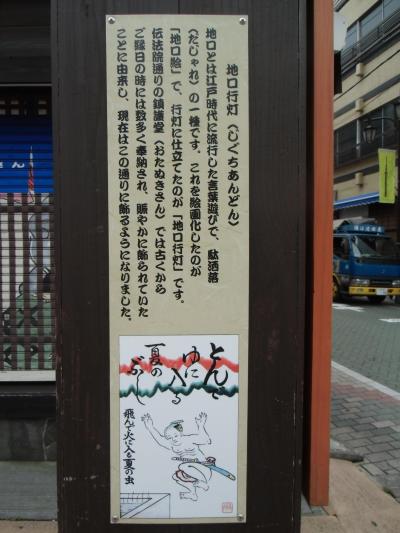 地口行灯（じぐちあんどん）
地口とは江戸時代に流行した言葉遊びで、駄洒落
（だじゃれ）の一種です。これを絵画化したのが
「地口絵」で、行灯に仕立てたのが「地口行灯」です。
伝法院通りの鎮護堂（おたぬきさん）では古くから
ご縁日の時には数多く奉納され、賑やかに飾られていた
ことに由来し、現在はこの通りに飾るようになりました。
とんで
ゆに入る
夏の
ぶし
飛んで火に入る夏の虫